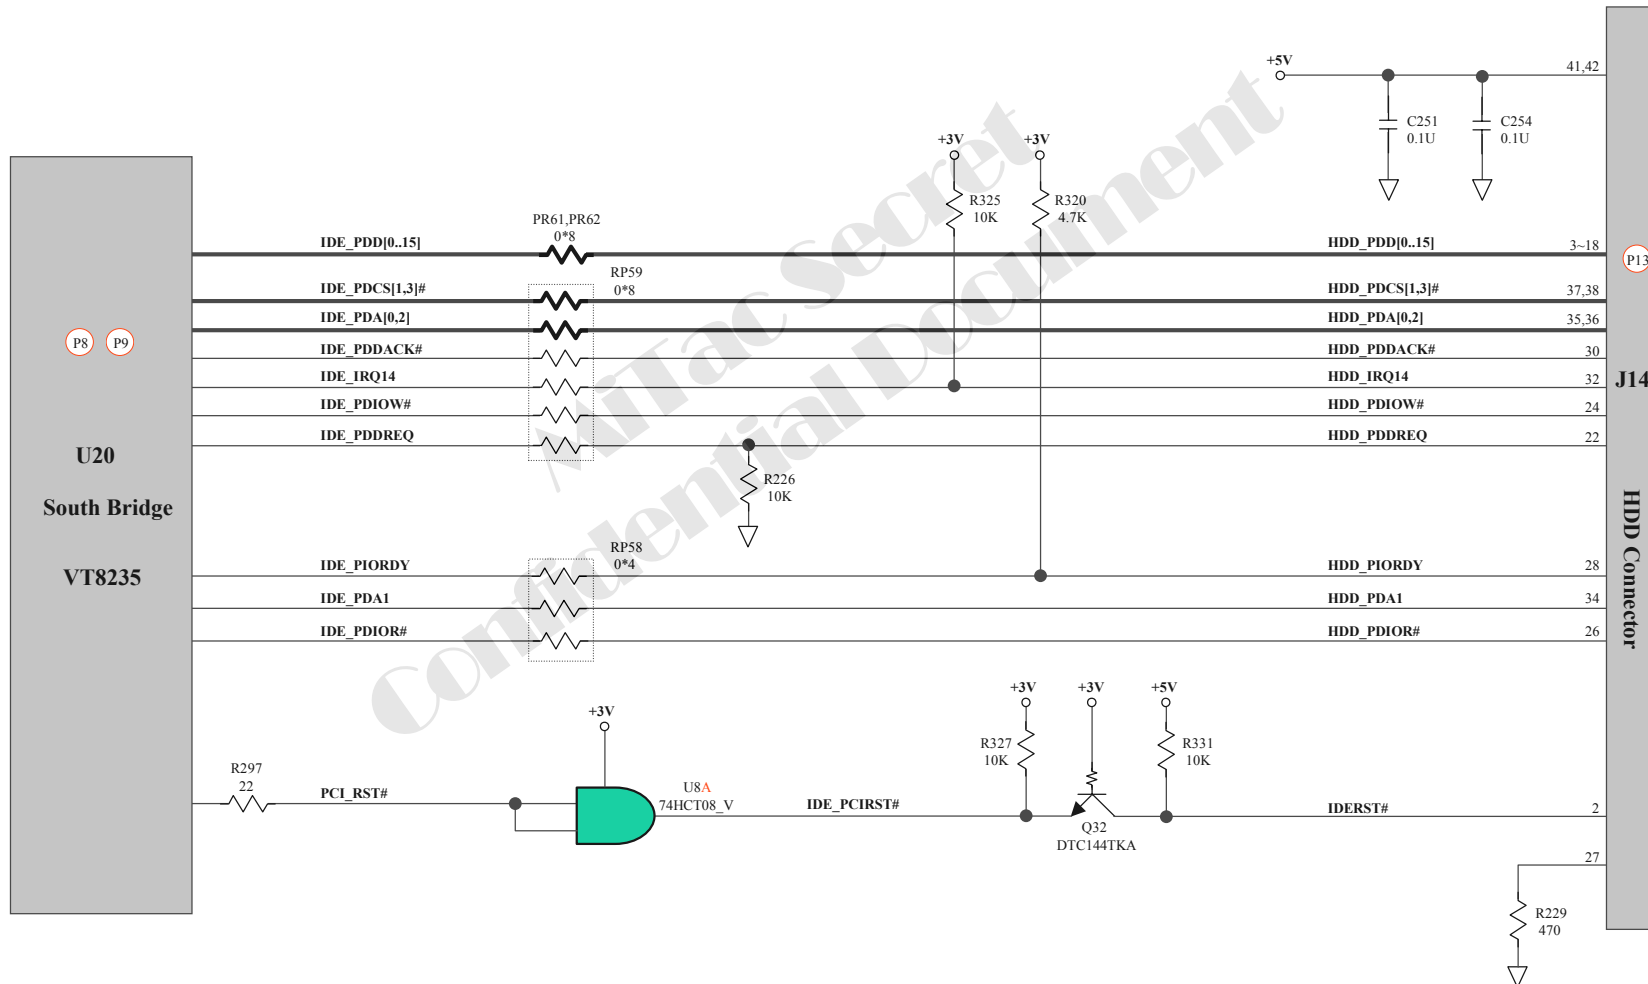 +5V
41,42
C251
0.1U
C254
0.1U
+3V
+3V
R325
10K
R320
4.7K
PR61,PR62
0*8
IDE_PDD[0..15]
HDD_PDD[0..15]
3~18
P13
RP59
0*8
IDE_PDCS[1,3]#
HDD_PDCS[1,3]#
37,38
IDE_PDA[0,2]
HDD_PDA[0,2]
35,36
P8
P9
IDE_PDDACK#
HDD_PDDACK#
30
IDE_IRQ14
HDD_IRQ14
32
J14
IDE_PDIOW#
HDD_PDIOW#
24
IDE_PDDREQ
HDD_PDDREQ
22
U20
South Bridge
VT8235
R226
10K
HDD Connector
RP58
0*4
IDE_PIORDY
HDD_PIORDY
28
IDE_PDA1
HDD_PDA1
34
IDE_PDIOR#
HDD_PDIOR#
26
MiTac Secret
Confidential Document
+3V
+3V
+3V
+5V
R327
10K
R331
10K
R297
22
PCI_RST#
U8A
74HCT08_V
IDE_PCIRST#
Q32
DTC144TKA
IDERST#
2
27
R229
470